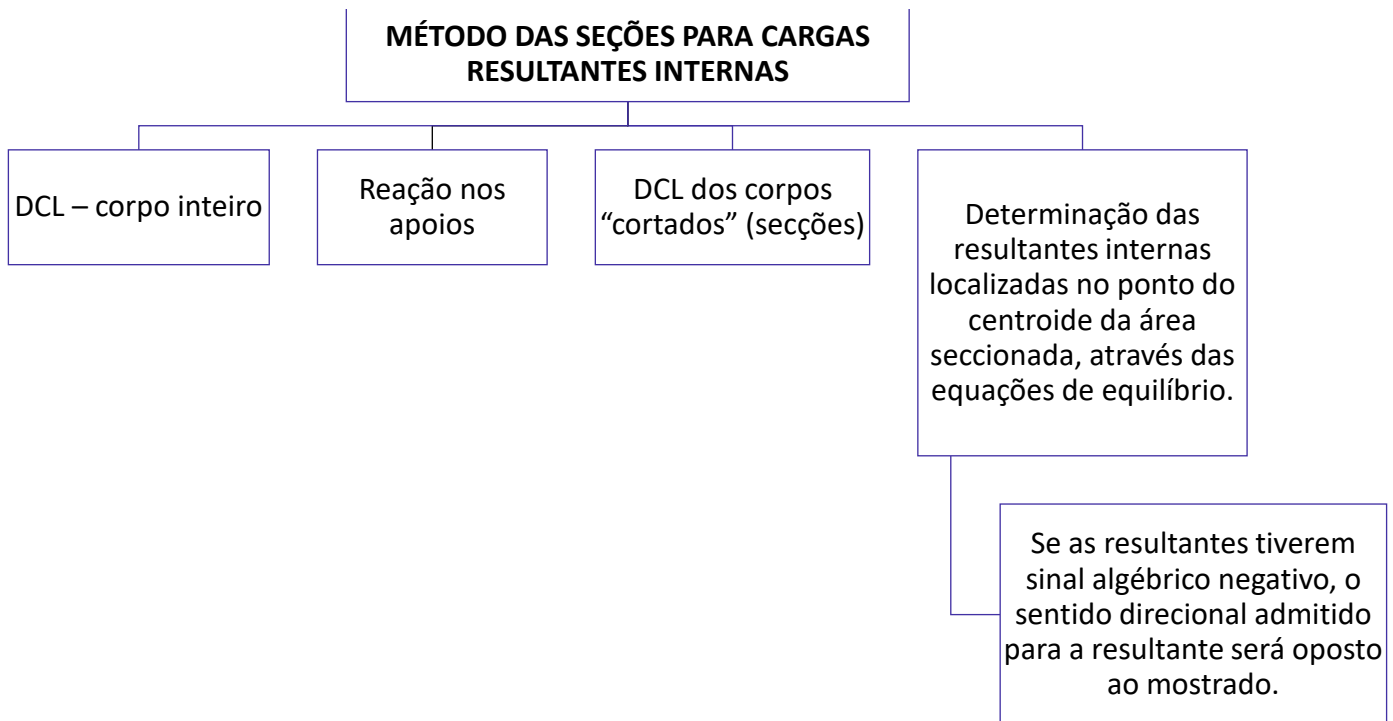 MÉTODO DAS SEÇÕES PARA CARGAS
RESULTANTES INTERNAS
DCL – corpo inteiro
Reação nos
apoios
DCL dos corpos
“cortados” (secções)
Determinação das
resultantes internas
localizadas no ponto do
centroide da área
seccionada, através das
equações de equilíbrio.
Se as resultantes tiverem
sinal algébrico negativo, o
sentido direcional admitido
para a resultante será oposto
ao mostrado.